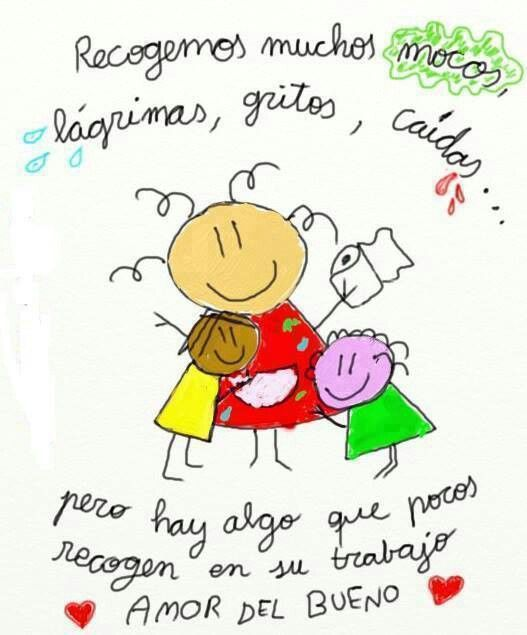 Recogemos muchos mocos,
lágrimas, gritos, caídas...
pero hay algo que pocos
recogen en su trabajo
AMOR DEL BUENO